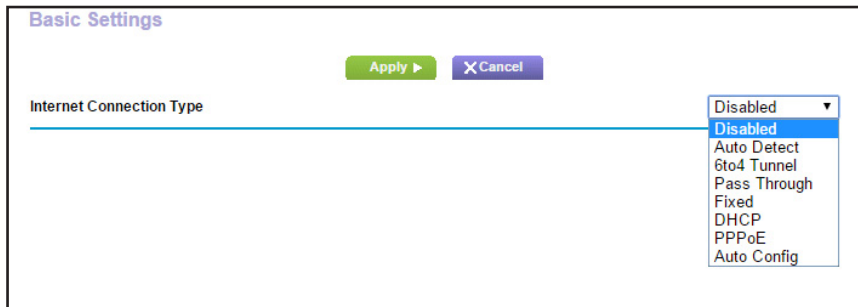 Basic Settings
Apply ▶
X Cancel
Internet Connection Type
Disabled ▼
Disabled
Auto Detect
6to4 Tunnel
Pass Through
Fixed
DHCP
PPPoE
Auto Config